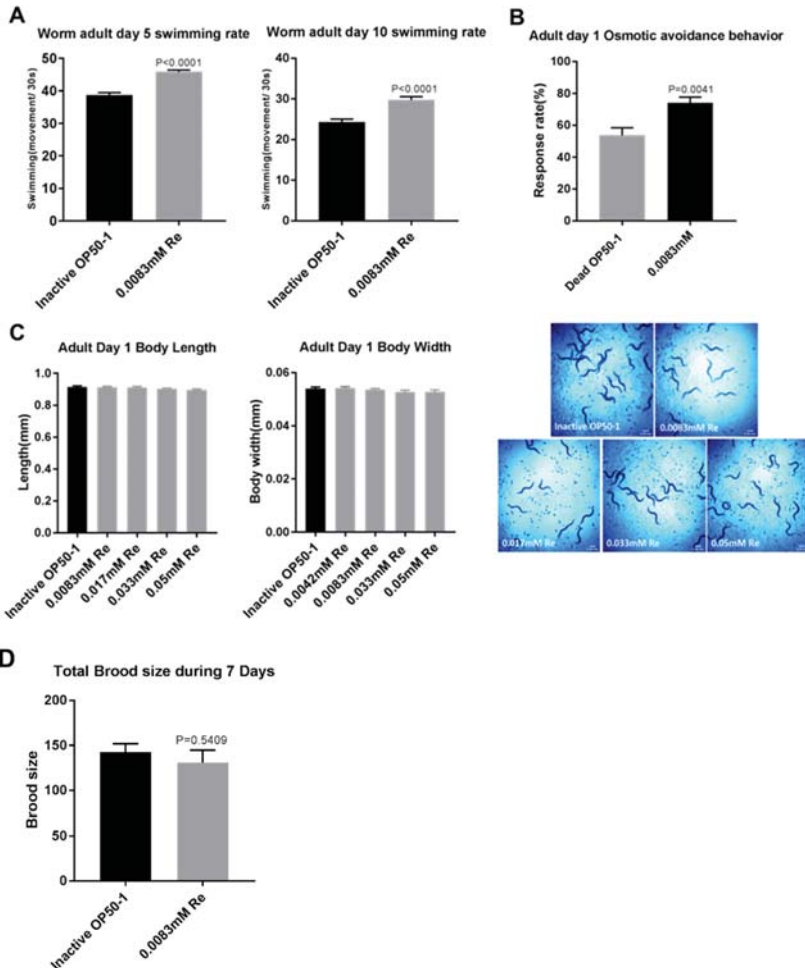 A
Worm adult day 5 swimming rate
Swimming(movement/ 30s)
50
40
30
20
10
0
P<0.0001
Inactive OP50-1
0.0083mM Re
Worm adult day 10 swimming rate
Swimming(movement/ 30s)
40
30
20
10
0
P<0.0001
Inactive OP50-1
0.0083mM Re
B
Adult day 1 Osmotic avoidance behavior
Response rate(%)
100
80
60
40
20
0
P=0.0041
Dead OP50-1
0.0083mM
C
Adult Day 1 Body Length
Length(mm)
1.0
0.8
0.6
0.4
0.2
0.0
Inactive OP50-1
0.0083mM Re
0.017mM Re
0.033mM Re
0.05mM Re
Adult Day 1 Body Width
Body width(mm)
0.06
0.04
0.02
0.00
Inactive OP50-1
0.0042mM Re
0.0083mM Re
0.033mM Re
0.05mM Re
Inactive OP50-1
0.0083mM Re
0.017mM Re
0.033mM Re
0.05mM Re
D
Total Brood size during 7 Days
Brood size
200
150
100
50
0
P=0.5409
Inactive OP50-1
0.0083mM Re